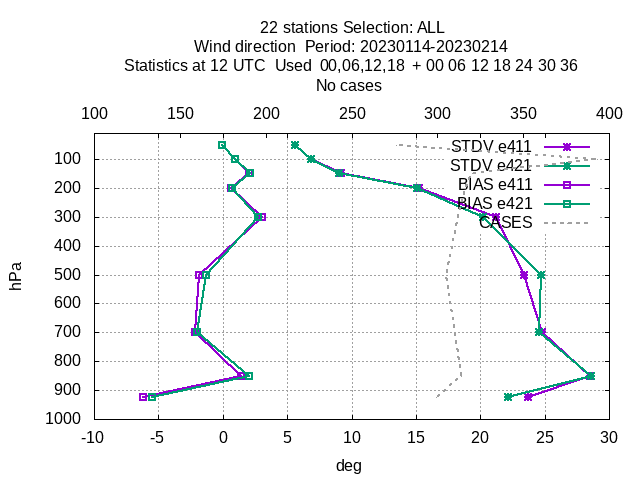 22 stations Selection: ALL
Wind direction  Period: 20230114-20230214
Statistics at 12 UTC  Used  00,06,12,18  + 00 06 12 18 24 30 36
No cases
100 150 200 250 300 350 400
STDV e411
STDV e421
BIAS e411
BIAS e421
CASES
100
200
300
400
500
600
700
800
900
1000
hPa
-10 -5 0 5 10 15 20 25 30
deg